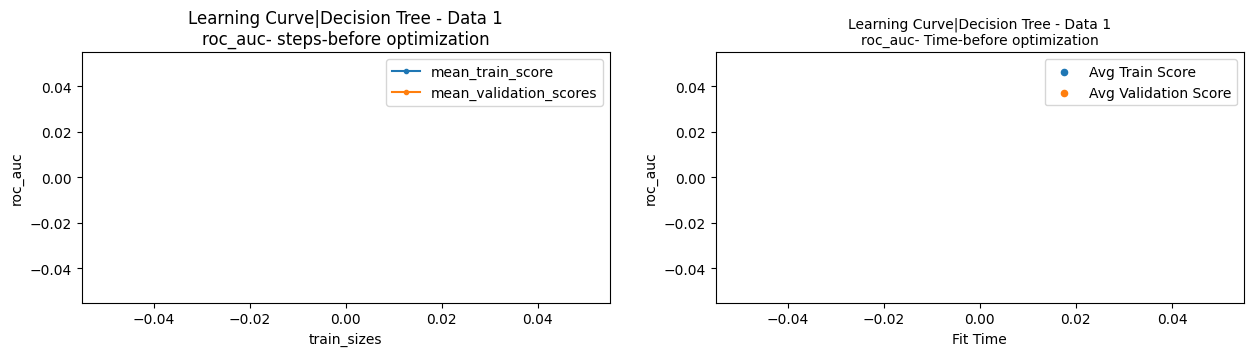 Learning Curve|Decision Tree - Data 1
roc_auc- steps-before optimization
mean_train_score
mean_validation_scores
roc_auc
0.04
0.02
0.00
−0.02
−0.04
−0.04
−0.02
0.00
0.02
0.04
train_sizes
Learning Curve|Decision Tree - Data 1
roc_auc- Time-before optimization
Avg Train Score
Avg Validation Score
roc_auc
0.04
0.02
0.00
−0.02
−0.04
−0.04
−0.02
0.00
0.02
0.04
Fit Time